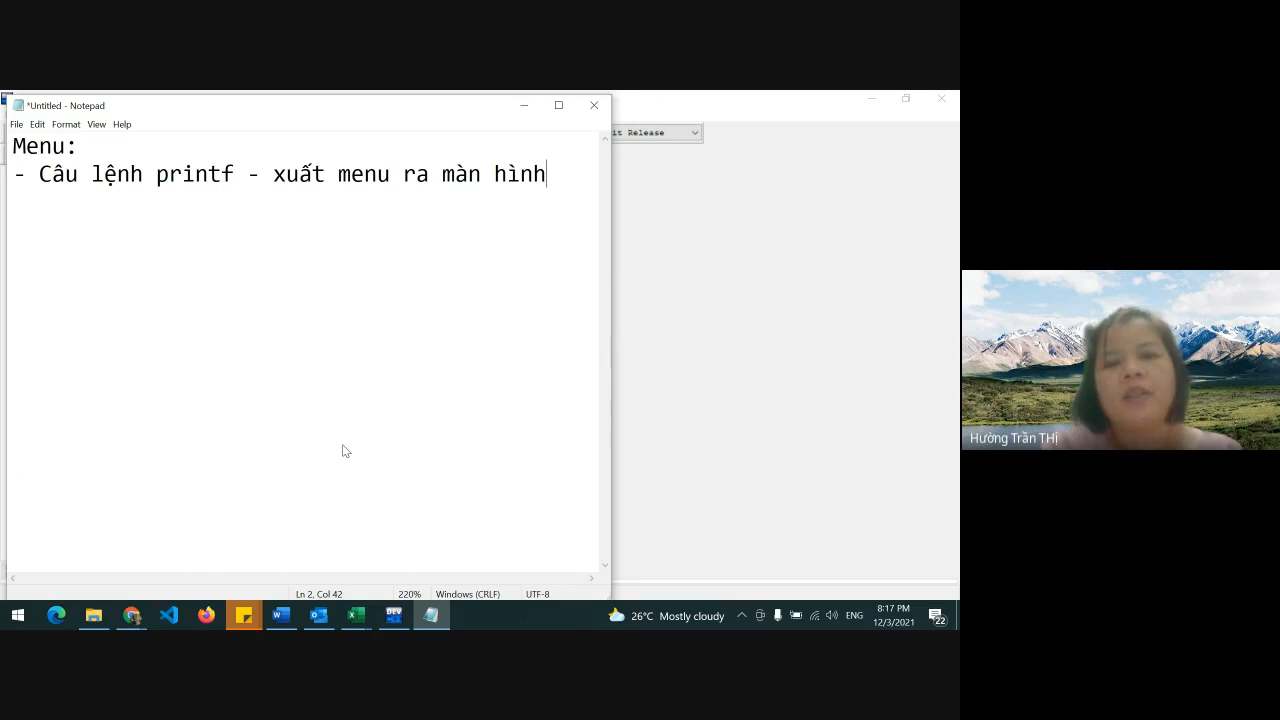 *Untitled - Notepad
File Edit Format View Help
it Release
Menu:
- Câu lệnh printf - xuất menu ra màn hình
Hường Trần THị
Ln 2, Col 42 220% Windows (CRLF) UTF-8
DEV
26°C Mostly cloudy ENG
8:17 PM
12/3/2021
22